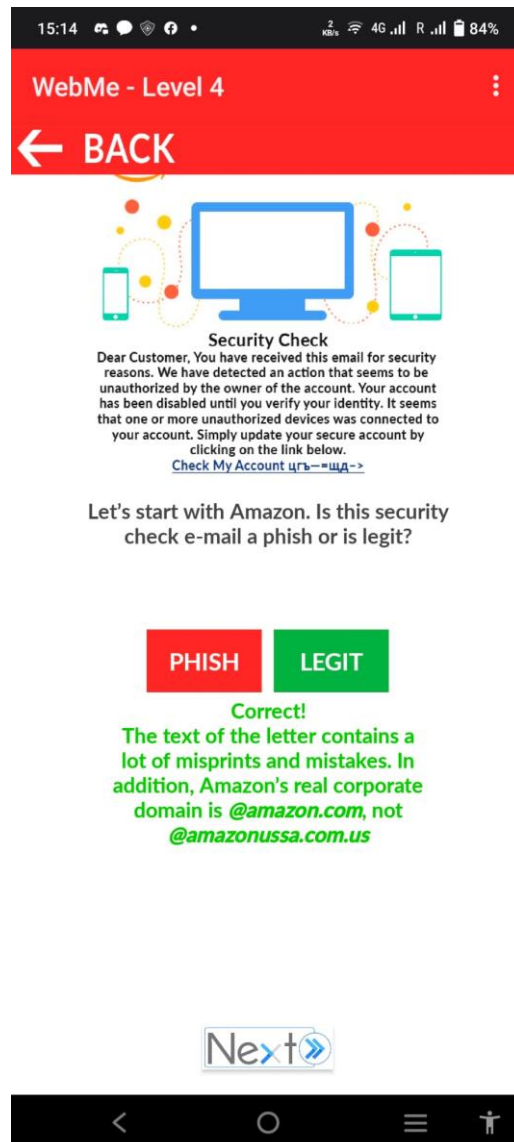 15:14
2 KB/s 4G R 84%
WebMe - Level 4
BACK
Security Check
Dear Customer, You have received this email for security
reasons. We have detected an action that seems to be
unauthorized by the owner of the account. Your account
has been disabled until you verify your identity. It seems
that one or more unauthorized devices was connected to
your account. Simply update your secure account by
clicking on the link below.
Check My Account цгъ—=щд–>
Let's start with Amazon. Is this security
check e-mail a phish or is legit?
PHISH
LEGIT
Correct!
The text of the letter contains a
lot of misprints and mistakes. In
addition, Amazon's real corporate
domain is @amazon.com, not
@amazonussa.com.us
Next